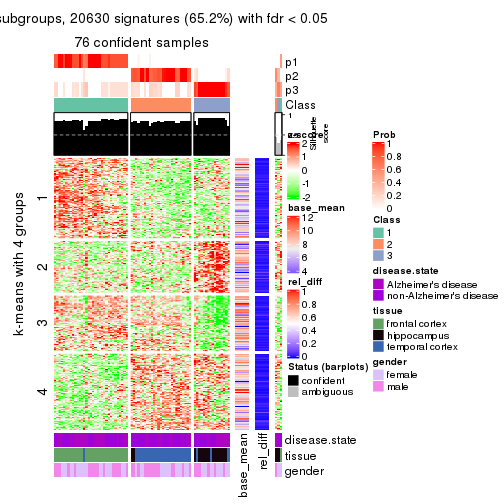 subgroups, 20630 signatures (65.2%) with fdr < 0.05
76 confident samples
p1
p2
p3
Class
1
Silhouette
score
z-score
2
1
0
-1
-2
base_mean
12
10
8
6
4
rel_diff
1
0.8
0.6
0.4
0.2
0
Status (barplots)
confident
ambiguous
Prob
1
0.8
0.6
0.4
0.2
0
Class
1
2
3
disease.state
Alzheimer's disease
non-Alzheimer's disease
tissue
frontal cortex
hippocampus
temporal cortex
gender
female
male
k-means with 4 groups
1
2
3
4
disease.state
tissue
gender
base_mean
rel_diff